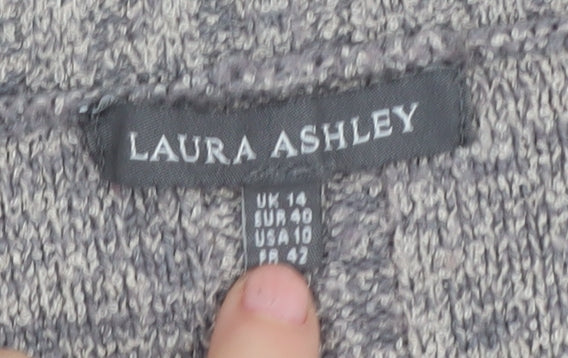 LAURA ASHLEY
UK 14
EUR 40
USA 10
FR 42